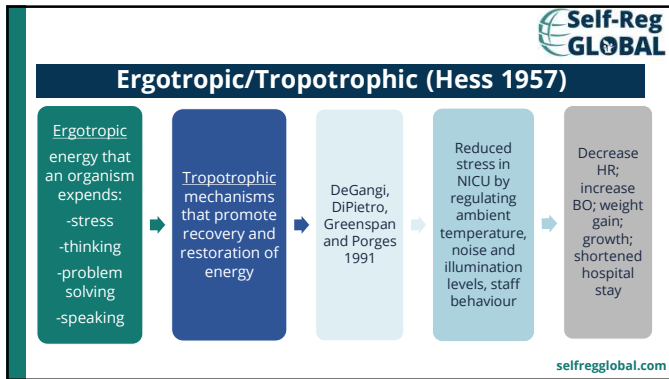 Self-Reg
GLOBAL
Ergotropic/Tropotrophic (Hess 1957)
Ergotropic
energy that
an organism
expends:
-stress
-thinking
-problem
solving
-speaking
Tropotrophic
mechanisms
that promote
recovery and
restoration of
energy
DeGangi,
DiPietro,
Greenspan
and Porges
1991
Reduced
stress in
NICU by
regulating
ambient
temperature,
noise and
illumination
levels, staff
behaviour
Decrease
HR;
increase
BO; weight
gain;
growth;
shortened
hospital
stay
selfregglobal.com